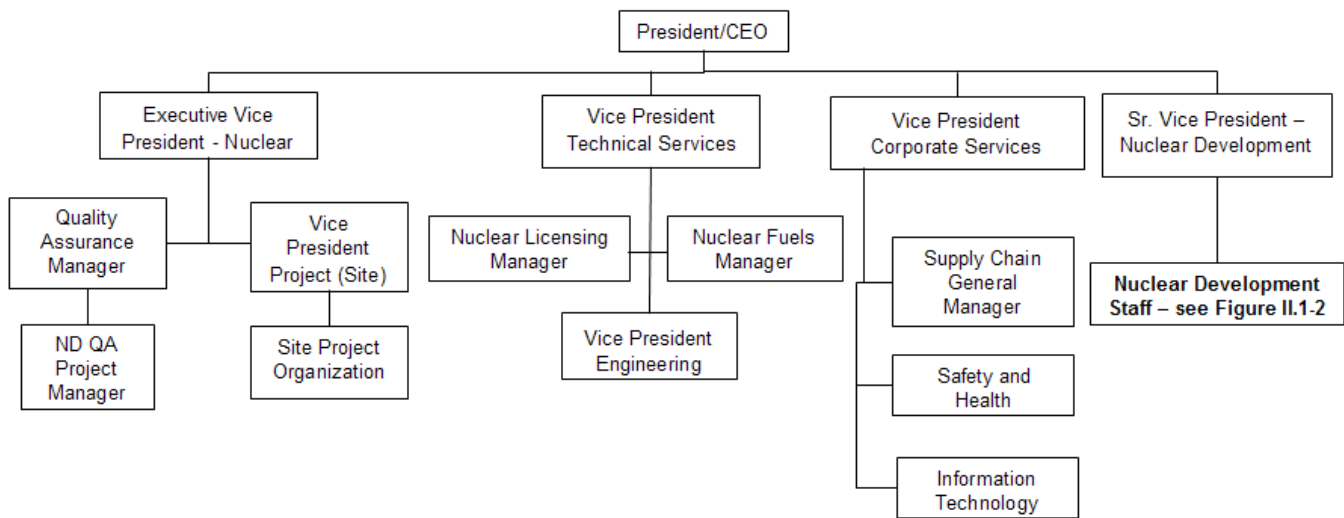 President/CEO
Executive Vice
President - Nuclear
Vice President
Technical Services
Vice President
Corporate Services
Sr. Vice President –
Nuclear Development
Quality
Assurance
Manager
Vice
President
Project (Site)
Nuclear Licensing
Manager
Nuclear Fuels
Manager
Supply Chain
General
Manager
Nuclear Development
Staff – see Figure II.1-2
ND QA
Project
Manager
Site Project
Organization
Vice President
Engineering
Safety and
Health
Information
Technology